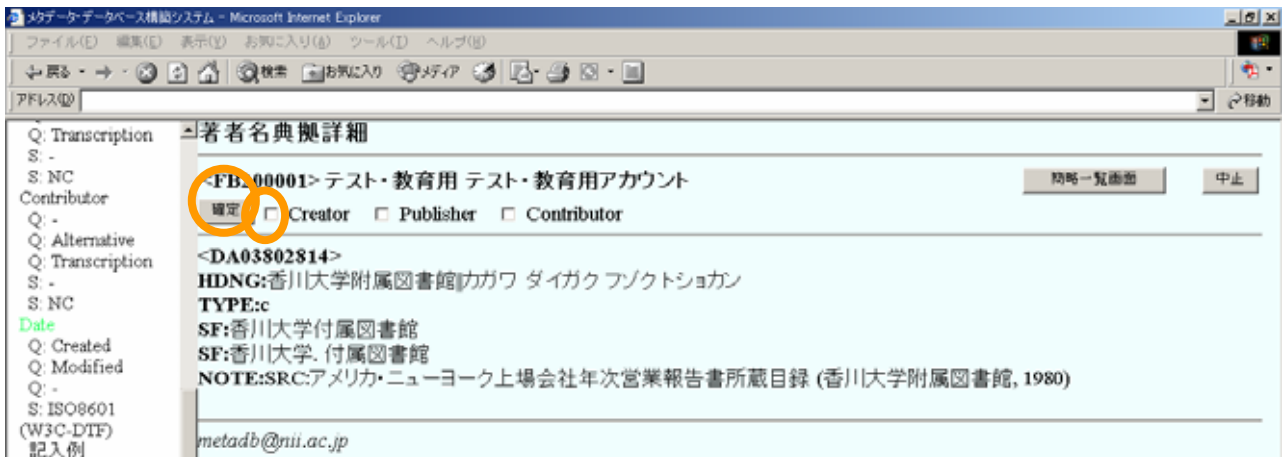 メタデータ・データベース構築システム - Microsoft Internet Explorer
ファイル(F) 編集(E) 表示(V) お気に入り(A) ツール(T) ヘルプ(H)
戻る 検索 お気に入り メディア
アドレス(D) 移動
Q: Transcription
S: -
S: NC
Contributor
Q: -
Q: Alternative
Q: Transcription
S: -
S: NC
Date
Q: Created
Q: Modified
Q: -
S: ISO8601
(W3C-DTF)
記入例
著者名典拠詳細
<FB200001> テスト・教育用 テスト・教育用アカウント 簡略一覧画面 中止
確定 Creator Publisher Contributor
<DA03802814>
HDNG:香川大学附属図書館||カガワ ダイガク フゾクトショカン
TYPE:c
SF:香川大学付属図書館
SF:香川大学. 付属図書館
NOTE:SRC:アメリカ・ニューヨーク上場会社年次営業報告書所蔵目録 (香川大学附属図書館, 1980)
metadb@nii.ac.jp